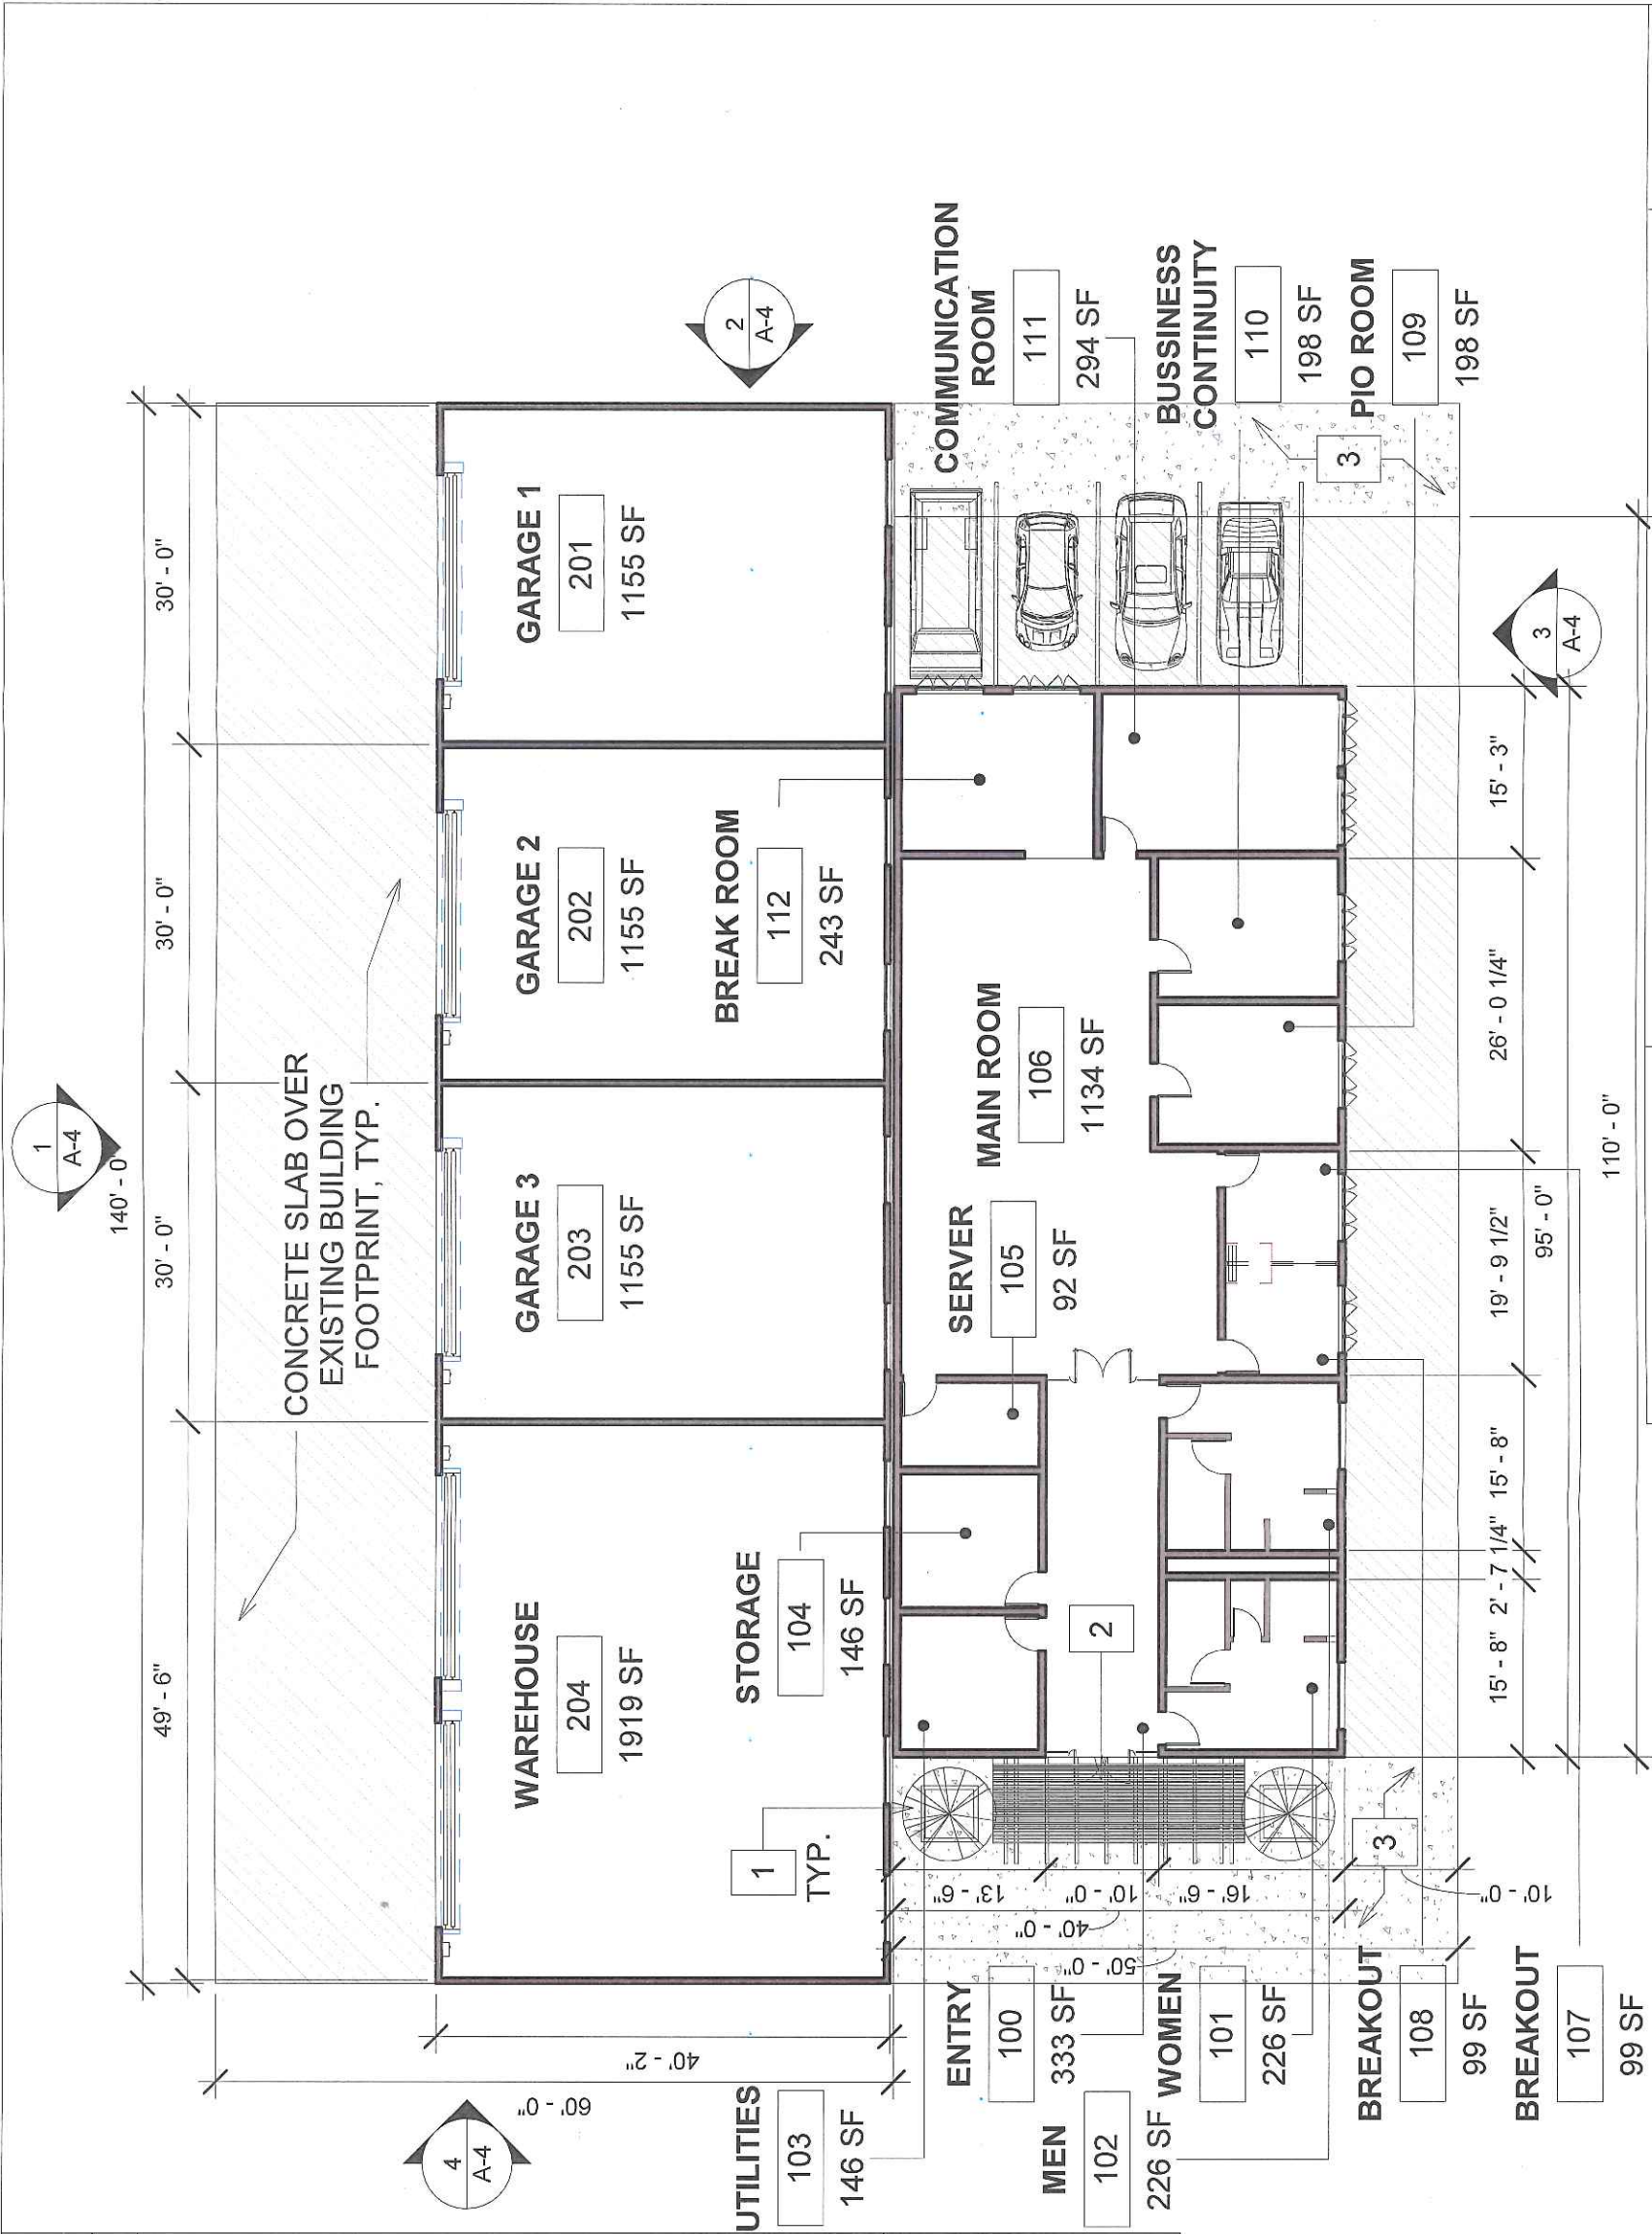 1
A-4
140' - 0"
49' - 6"
30' - 0"
30' - 0"
30' - 0"
CONCRETE SLAB OVER
EXISTING BUILDING
FOOTPRINT, TYP.
4
A-4
60' - 0"
40' - 2"
WAREHOUSE
204
1919 SF
GARAGE 3
203
1155 SF
GARAGE 2
202
1155 SF
GARAGE 1
201
1155 SF
2
A-4
UTILITIES
103
146 SF
1
TYP.
STORAGE
104
146 SF
BREAK ROOM
112
243 SF
ENTRY
100
333 SF
SERVER
105
92 SF
MAIN ROOM
106
1134 SF
COMMUNICATION
ROOM
111
294 SF
MEN
102
226 SF
WOMEN
101
226 SF
50' - 0"
40' - 0"
13' - 6"
10' - 0"
16' - 6"
10' - 0"
2
BUSSINESS
CONTINUITY
110
198 SF
3
PIO ROOM
109
198 SF
BREAKOUT
108
99 SF
3
BREAKOUT
107
99 SF
15' - 8"
2' - 7 1/4"
15' - 8"
19' - 9 1/2"
26' - 0 1/4"
15' - 3"
95' - 0"
110' - 0"
3
A-4